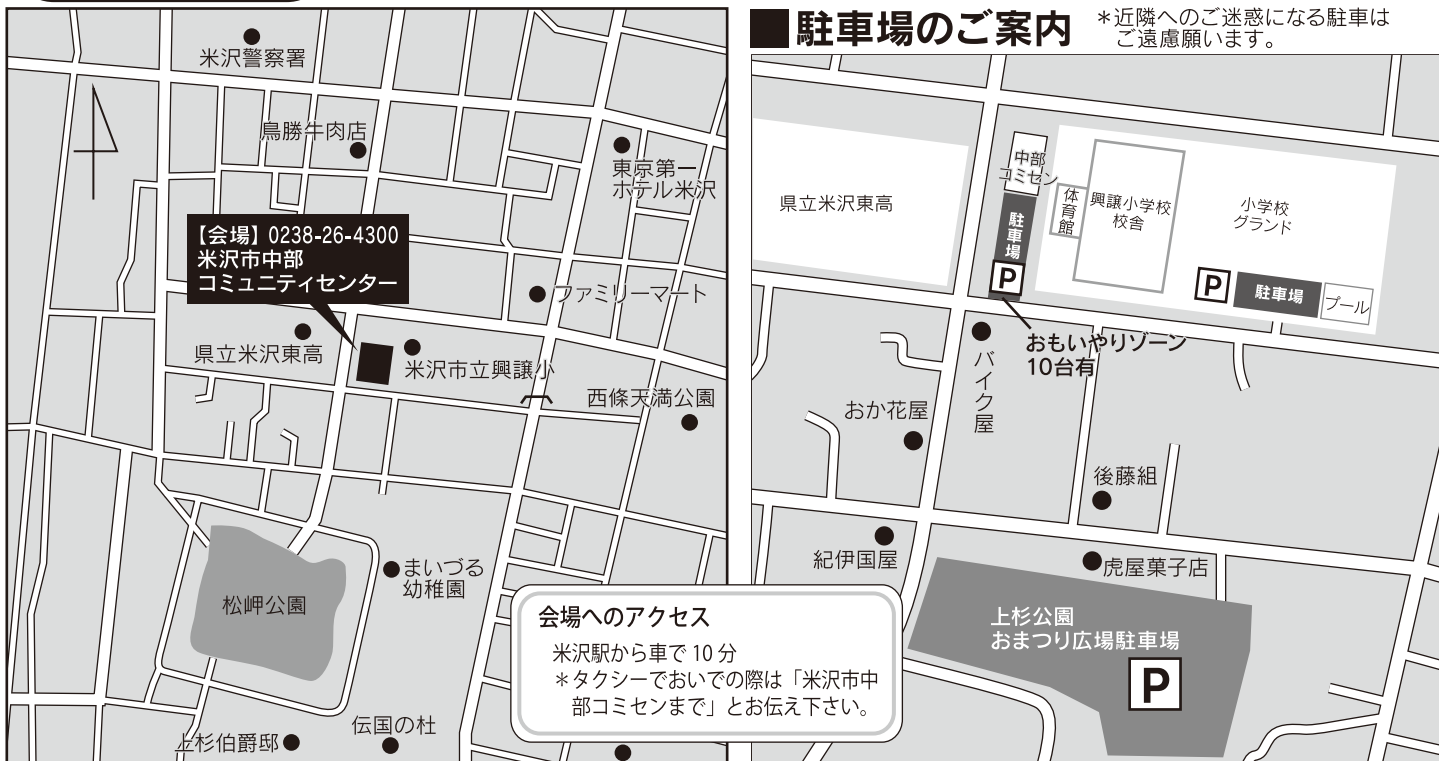 米沢警察署
鳥勝牛肉店
東京第一
ホテル米沢
【会場】0238-26-4300
米沢市中部
コミュニティセンター
ファミリーマート
県立米沢東高
米沢市立興譲小
西條天満公園
松岬公園
まいづる
幼稚園
上杉伯爵邸
伝国の杜
会場へのアクセス
米沢駅から車で10分
＊タクシーでおいでの際は「米沢市中
部コミセンまで」とお伝え下さい。
■駐車場のご案内
＊近隣へのご迷惑になる駐車は
ご遠慮願います。
県立米沢東高
中部
コミセン
駐車場
P
体育館
興譲小学校
校舎
小学校
グランド
P
駐車場
プール
おもいやりゾーン
10台有
バイク屋
おか花屋
後藤組
紀伊国屋
虎屋菓子店
上杉公園
おまつり広場駐車場
P